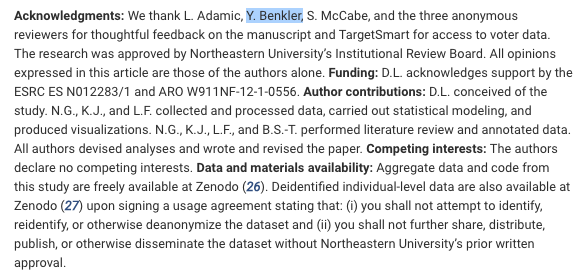 Acknowledgments: We thank L. Adamic, Y. Benkler, S. McCabe, and the three anonymous
reviewers for thoughtful feedback on the manuscript and TargetSmart for access to voter data.
The research was approved by Northeastern University's Institutional Review Board. All opinions
expressed in this article are those of the authors alone. Funding: D.L. acknowledges support by the
ESRC ES N012283/1 and ARO W911NF-12-1-0556. Author contributions: D.L. conceived of the
study. N.G., K.J., and L.F. collected and processed data, carried out statistical modeling, and
produced visualizations. N.G., K.J., L.F., and B.S.-T. performed literature review and annotated data.
All authors devised analyses and wrote and revised the paper. Competing interests: The authors
declare no competing interests. Data and materials availability: Aggregate data and code from
this study are freely available at Zenodo (26). Deidentified individual-level data are also available at
Zenodo (27) upon signing a usage agreement stating that: (i) you shall not attempt to identify,
reidentify, or otherwise deanonymize the dataset and (ii) you shall not further share, distribute,
publish, or otherwise disseminate the dataset without Northeastern University's prior written
approval.